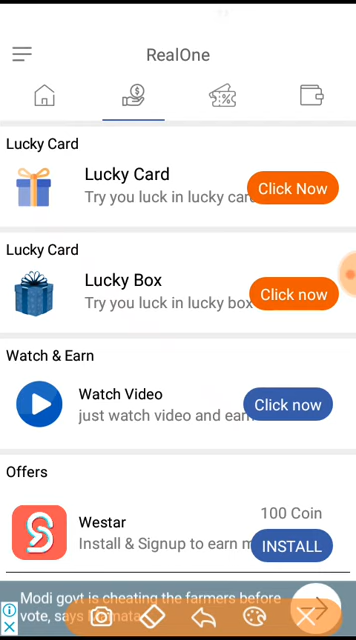 RealOne
Lucky Card
Lucky Card
Try you luck in lucky card
Click Now
Lucky Card
Lucky Box
Try you luck in lucky box
Click now
Watch & Earn
Watch Video
just watch video and earn
Click now
Offers
Westar
Install & Signup to earn
100 Coin
INSTALL
Modi govt is cheating the farmers before
vote, says Mamata